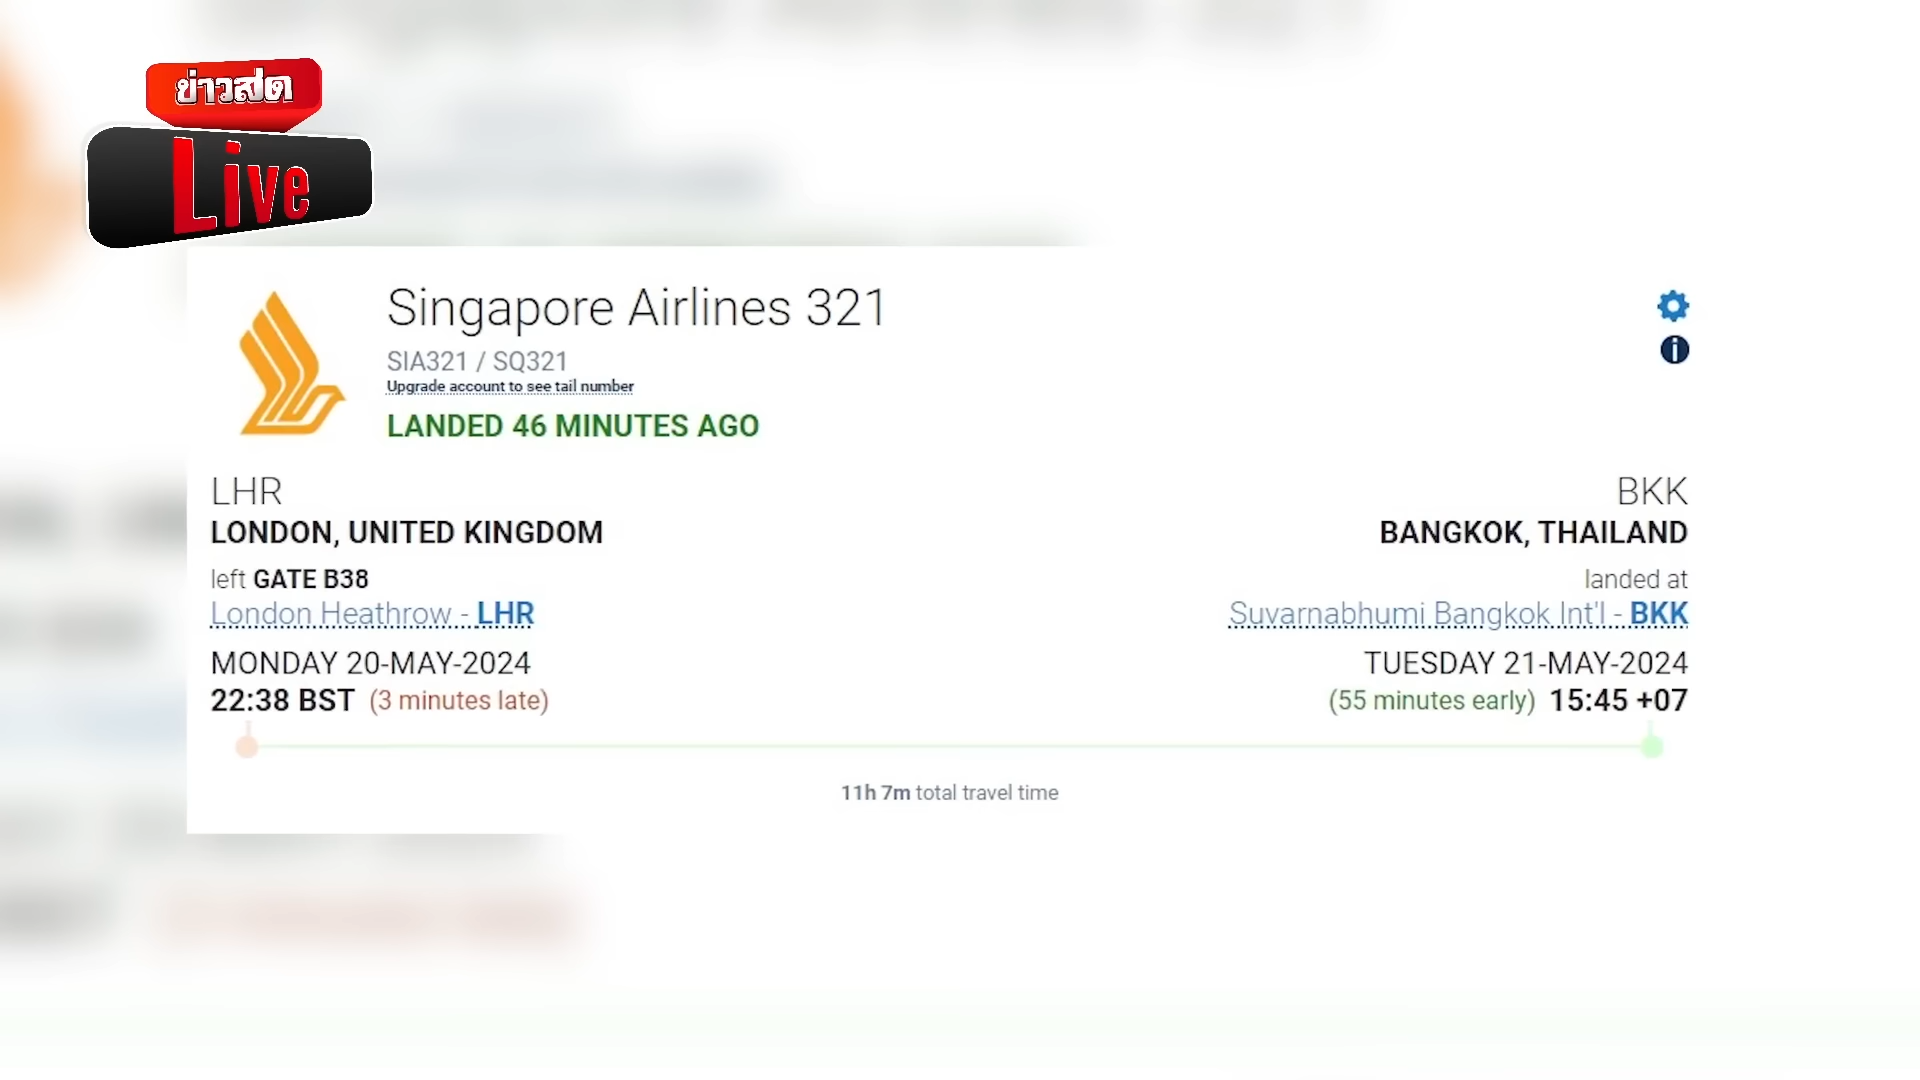 ข่าวสด
Live
Singapore Airlines 321
SIA321 / SQ321
Upgrade account to see tail number
LANDED 46 MINUTES AGO
LHR
LONDON, UNITED KINGDOM
left GATE B38
London Heathrow - LHR
MONDAY 20-MAY-2024
22:38 BST (3 minutes late)
BKK
BANGKOK, THAILAND
landed at
Suvarnabhumi Bangkok Int'l - BKK
TUESDAY 21-MAY-2024
(55 minutes early) 15:45 +07
11h 7m total travel time